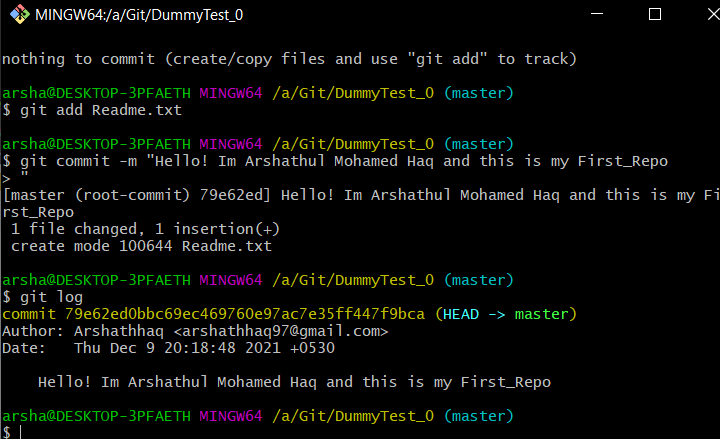 MINGW64:/a/Git/DummyTest_0
nothing to commit (create/copy files and use "git add" to track)
arsha@DESKTOP-3PFAETH MINGW64 /a/Git/DummyTest_0 (master)
$ git add Readme.txt
arsha@DESKTOP-3PFAETH MINGW64 /a/Git/DummyTest_0 (master)
$ git commit -m "Hello! Im Arshathul Mohamed Haq and this is my First_Repo
> "
[master (root-commit) 79e62ed] Hello! Im Arshathul Mohamed Haq and this is my Fi
rst_Repo
 1 file changed, 1 insertion(+)
 create mode 100644 Readme.txt
arsha@DESKTOP-3PFAETH MINGW64 /a/Git/DummyTest_0 (master)
$ git log
commit 79e62ed0bbc69ec469760e97ac7e35ff447f9bca (HEAD -> master)
Author: Arshathhaq <arshathhaq97@gmail.com>
Date:   Thu Dec 9 20:18:48 2021 +0530
    Hello! Im Arshathul Mohamed Haq and this is my First_Repo
arsha@DESKTOP-3PFAETH MINGW64 /a/Git/DummyTest_0 (master)
$